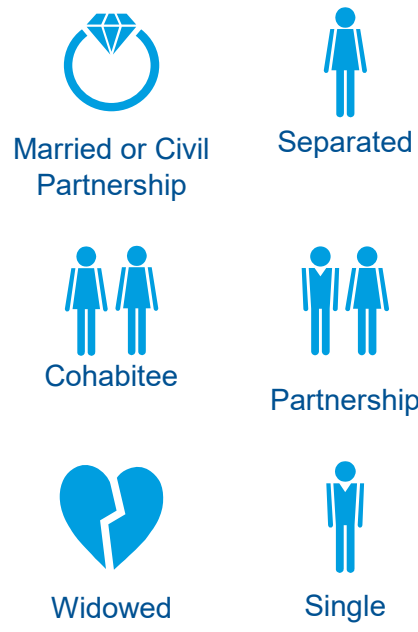 Married or Civil
Partnership
Separated
Cohabitee
Partnership
Widowed
Single